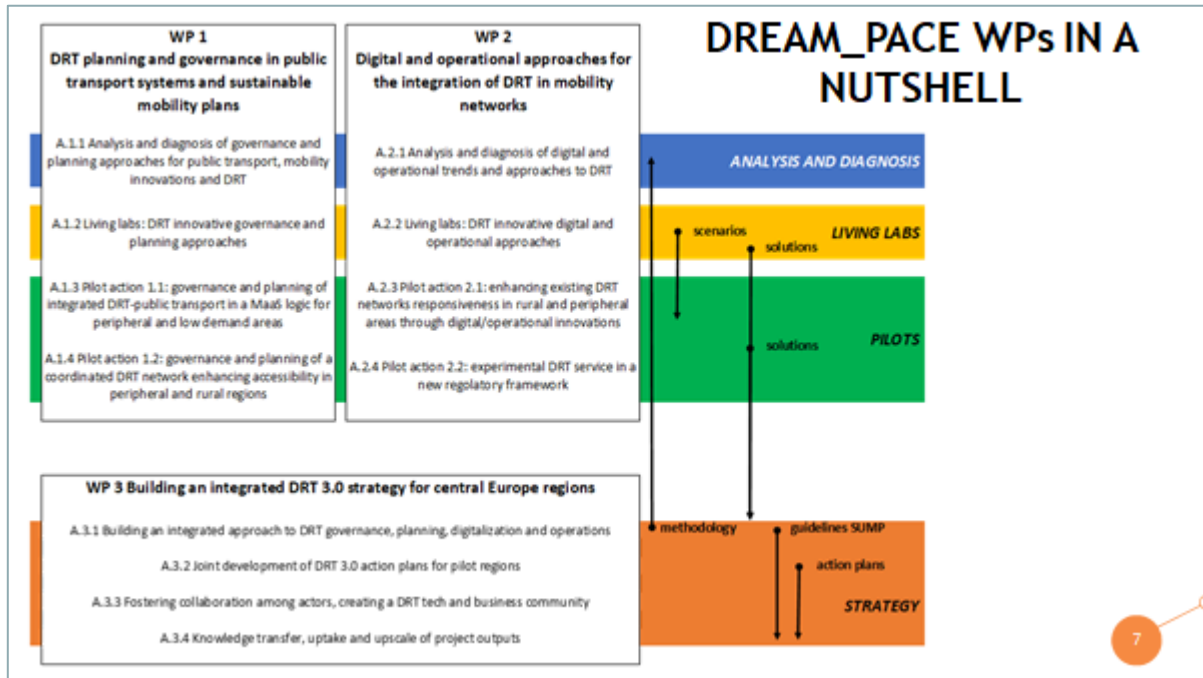 DREAM_PACE WPs IN A
NUTSHELL
WP 1
DRT planning and governance in public
transport systems and sustainable
mobility plans
A.1.1 Analysis and diagnosis of governance and
planning approaches for public transport, mobility
innovations and DRT
A.1.2 Living labs: DRT innovative governance and
planning approaches
A.1.3 Pilot action 1.1: governance and planning of
integrated DRT-public transport in a MaaS logic for
peripheral and low demand areas
A.1.4 Pilot action 1.2: governance and planning of a
coordinated DRT network enhancing accessibility in
peripheral and rural regions
WP 2
Digital and operational approaches for
the integration of DRT in mobility
networks
A.2.1 Analysis and diagnosis of digital and
operational trends and approaches to DRT
A.2.2 Living labs: DRT innovative digital and
operational approaches
A.2.3 Pilot action 2.1: enhancing existing DRT
networks responsiveness in rural and peripheral
areas through digital/operational innovations
A.2.4 Pilot action 2.2: experimental DRT service in a
new regolatory framework
ANALYSIS AND DIAGNOSIS
scenarios
LIVING LABS
solutions
solutions
PILOTS
WP 3 Building an integrated DRT 3.0 strategy for central Europe regions
A.3.1 Building an integrated approach to DRT governance, planning, digitalization and operations
A.3.2 Joint development of DRT 3.0 action plans for pilot regions
A.3.3 Fostering collaboration among actors, creating a DRT tech and business community
A.3.4 Knowledge transfer, uptake and upscale of project outputs
methodology
guidelines SUMP
action plans
STRATEGY
7